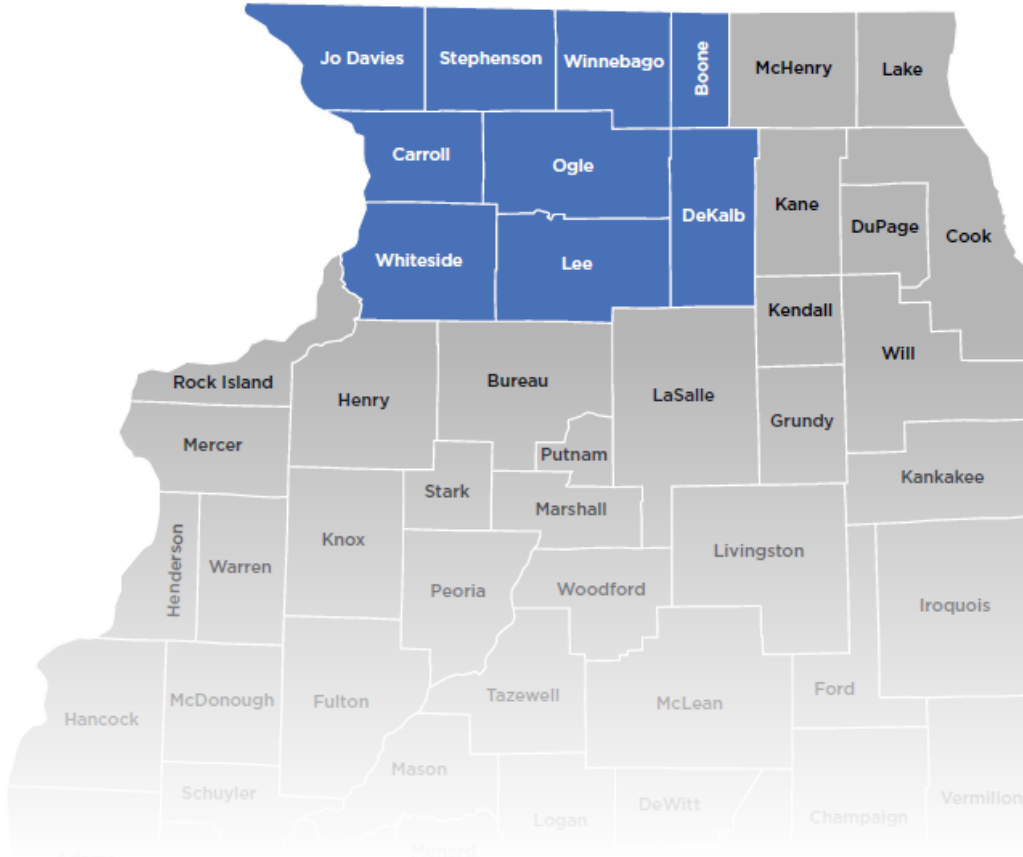 Jo Davies
Stephenson
Winnebago
Boone
McHenry
Lake
Carroll
Ogle
DeKalb
Kane
DuPage
Cook
Whiteside
Lee
Kendall
Will
Rock Island
Henry
Bureau
LaSalle
Grundy
Mercer
Putnam
Kankakee
Stark
Marshall
Knox
Livingston
Henderson
Warren
Peoria
Woodford
Iroquois
Hancock
McDonough
Fulton
Tazewell
McLean
Ford
Mason
Schuyler
Logan
DeWitt
Champaign
Vermilion
Menard